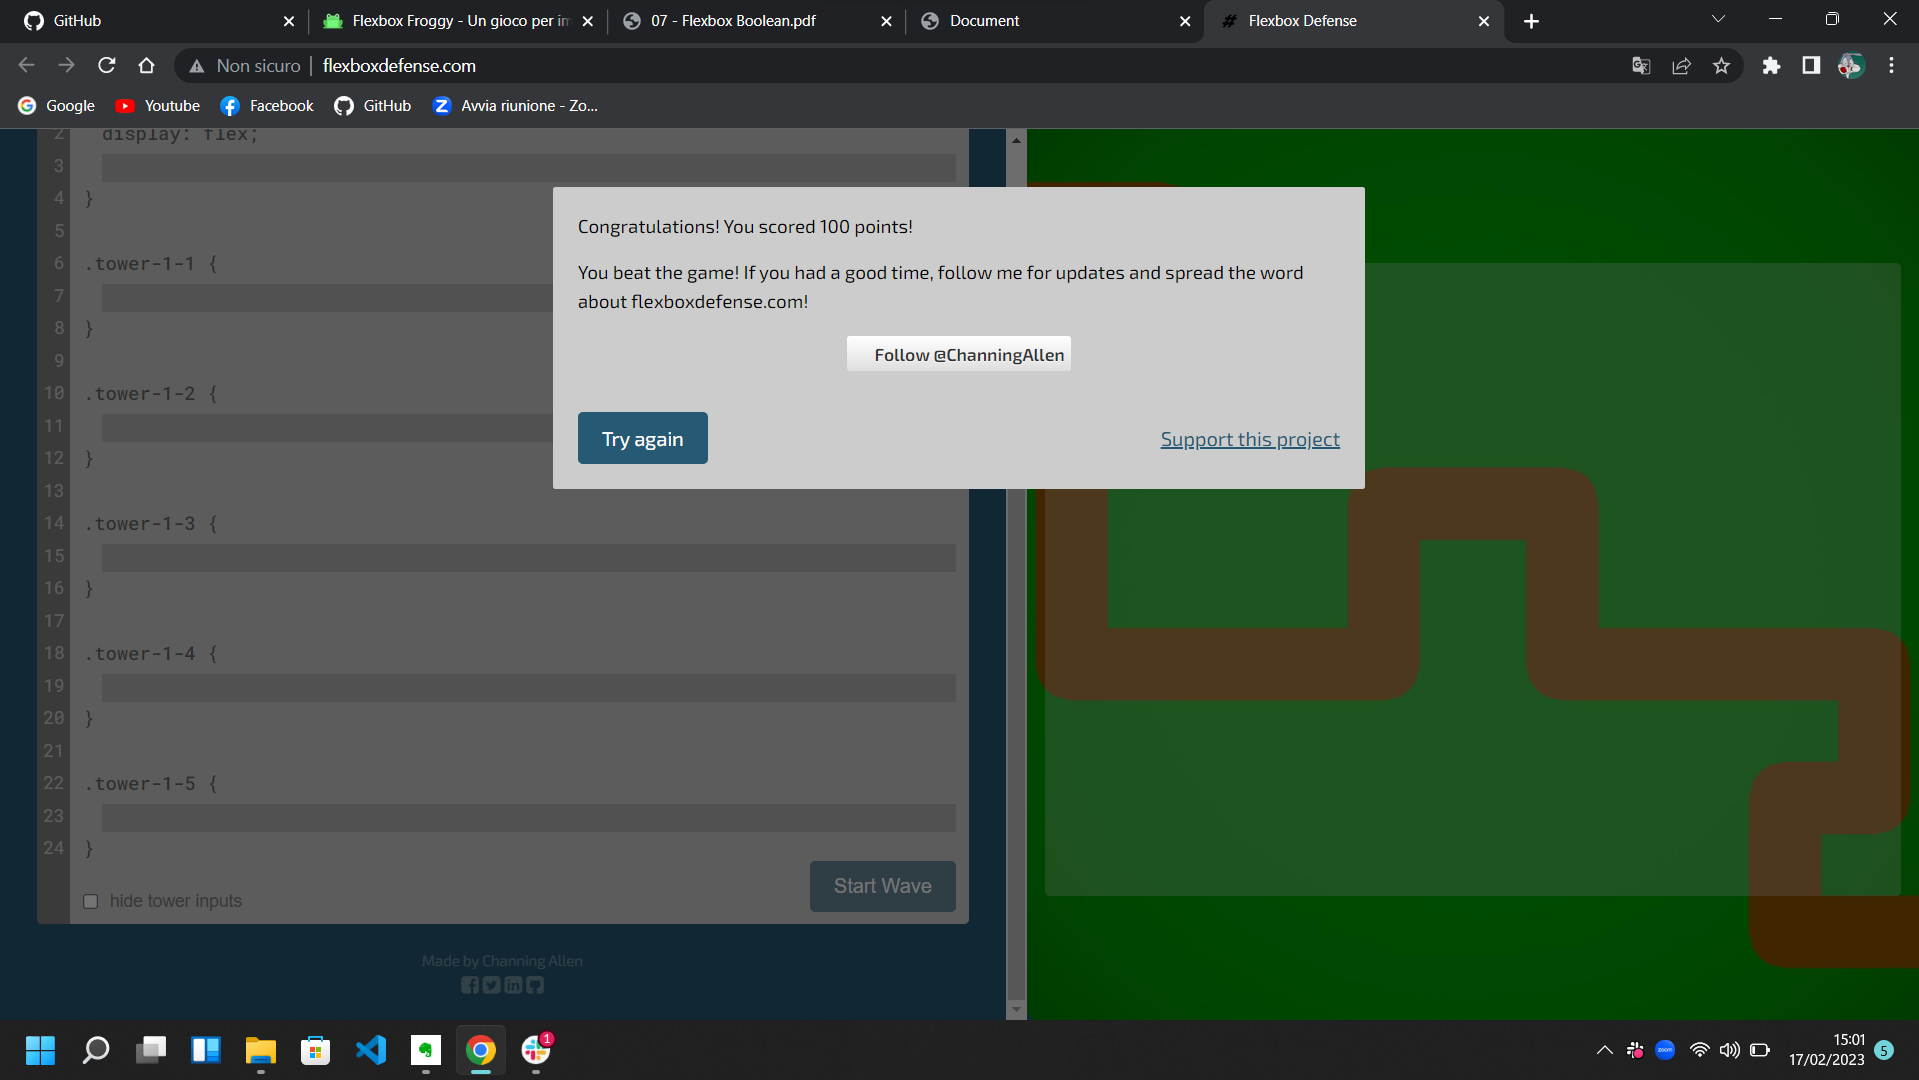 GitHub
Flexbox Froggy - Un gioco per im
07 - Flexbox Boolean.pdf
Document
Flexbox Defense
Non sicuro
flexboxdefense.com
Google
Youtube
Facebook
GitHub
Avvia riunione - Zo...
2 display: flex;
3
4 }
5
6 .tower-1-1 {
7
8 }
9
10 .tower-1-2 {
11
12 }
13
14 .tower-1-3 {
15
16 }
17
18 .tower-1-4 {
19
20 }
21
22 .tower-1-5 {
23
24 }
hide tower inputs
Start Wave
Made by Channing Allen
Congratulations! You scored 100 points!
You beat the game! If you had a good time, follow me for updates and spread the word
about flexboxdefense.com!
Follow @ChanningAllen
Try again
Support this project
1
zoom
15:01
17/02/2023
5